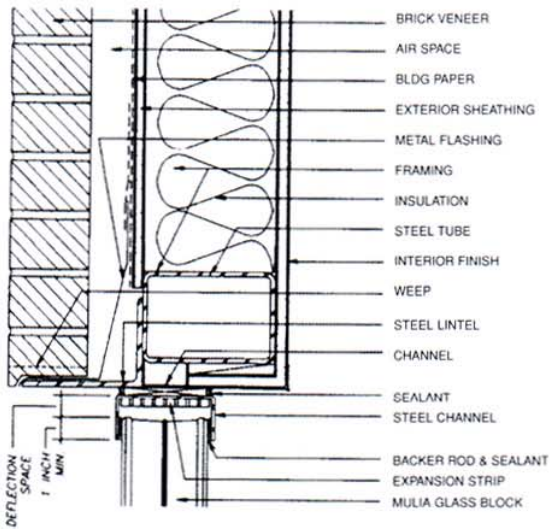 BRICK VENEER
AIR SPACE
BLDG PAPER
EXTERIOR SHEATHING
METAL FLASHING
FRAMING
INSULATION
STEEL TUBE
INTERIOR FINISH
WEEP
STEEL LINTEL
CHANNEL
SEALANT
STEEL CHANNEL
BACKER ROD & SEALANT
EXPANSION STRIP
MULIA GLASS BLOCK
DEFLECTION
SPACE
1 INCH
MIN.